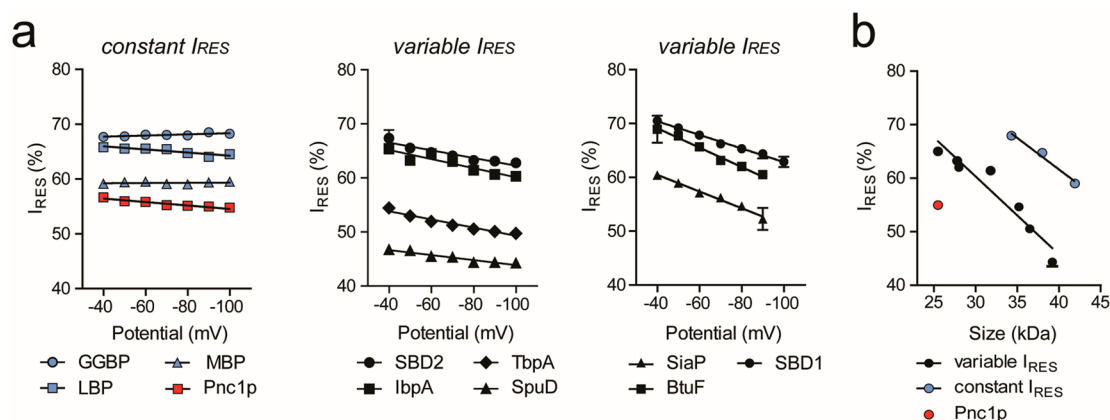 a
b
constant IRES
variable IRES
variable IRES
80
70
60
50
40
IRES (%)
-40 -60 -80 -100
Potential (mV)
GGBP MBP
LBP Pnc1p
80
70
60
50
40
IRES (%)
-40 -60 -80 -100
Potential (mV)
SBD2 TbpA
IbpA SpuD
80
70
60
50
40
IRES (%)
-40 -60 -80 -100
Potential (mV)
SiaP SBD1
BtuF
80
70
60
50
40
IRES (%)
25 30 35 40 45
Size (kDa)
variable IRES
constant IRES
Pnc1p